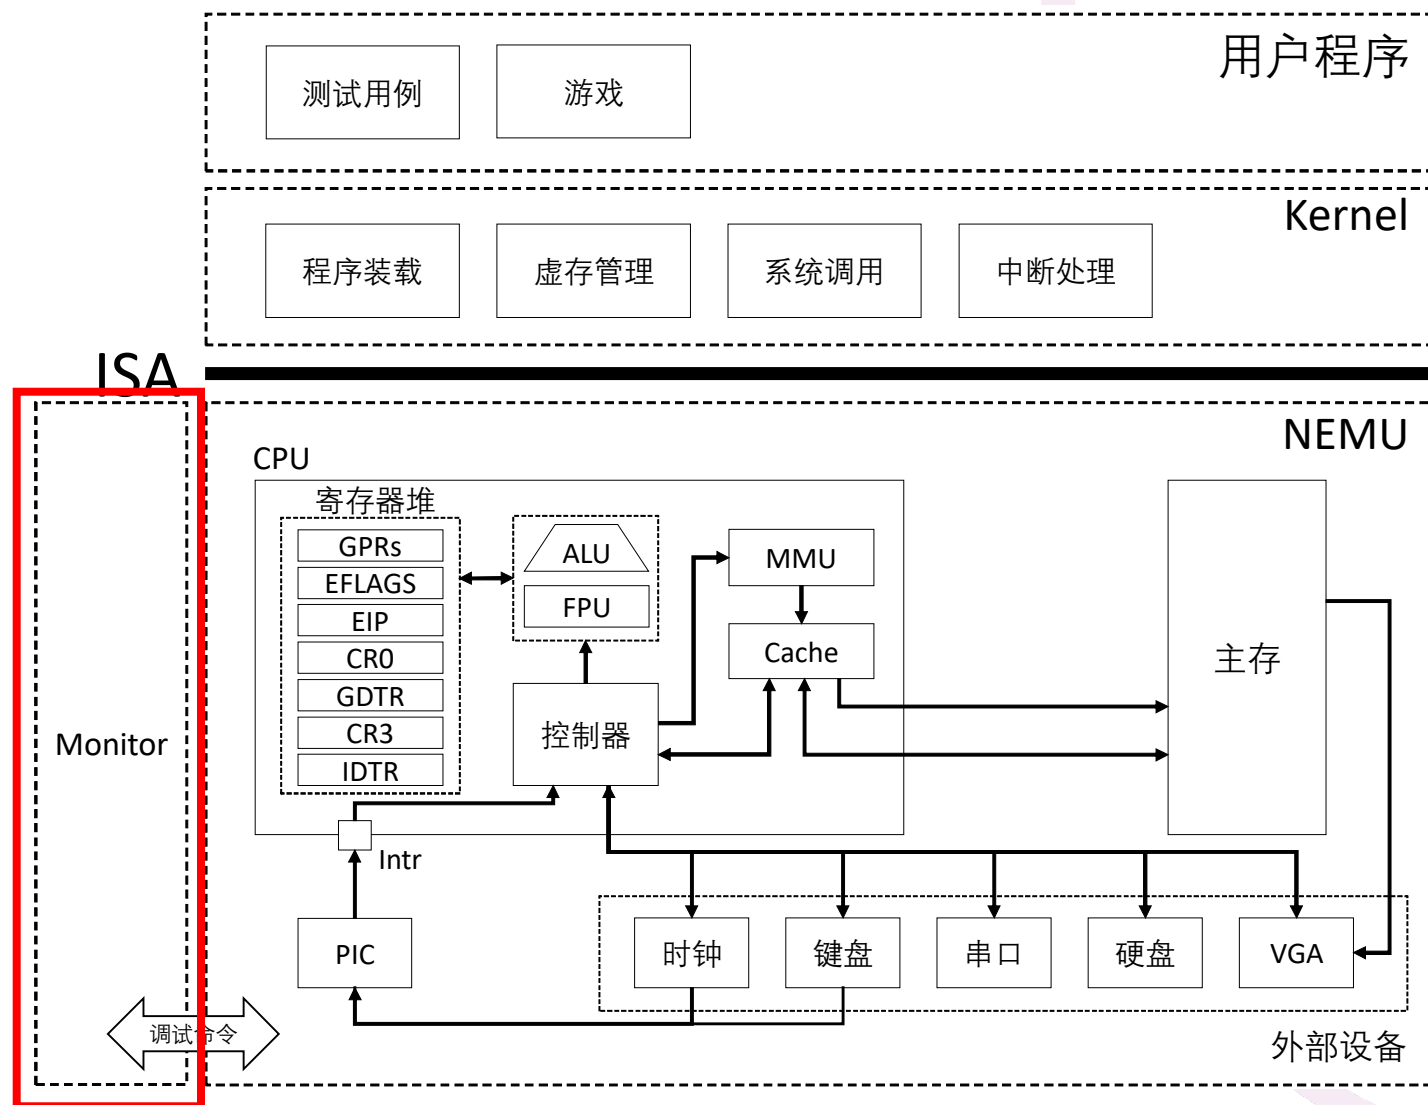 用户程序
测试用例
游戏
Kernel
程序装载
虚存管理
系统调用
中断处理
ISA
NEMU
CPU
寄存器堆
GPRs
EFLAGS
EIP
CR0
GDTR
CR3
IDTR
ALU
FPU
MMU
Cache
控制器
主存
Monitor
Intr
PIC
时钟
键盘
串口
硬盘
VGA
调试命令
外部设备